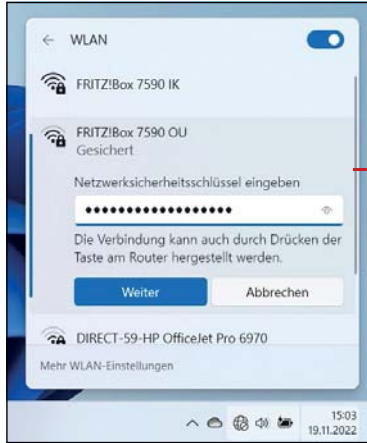 WLAN
FRITZ!Box 7590 IK
FRITZ!Box 7590 OU
Gesichert
Netzwerksicherheitsschlüssel eingeben
••••••••••••••••••
Die Verbindung kann auch durch Drücken der
Taste am Router hergestellt werden.
Weiter Abbrechen
DIRECT-59-HP OfficeJet Pro 6970
Mehr WLAN-Einstellungen
15:03
19.11.2022